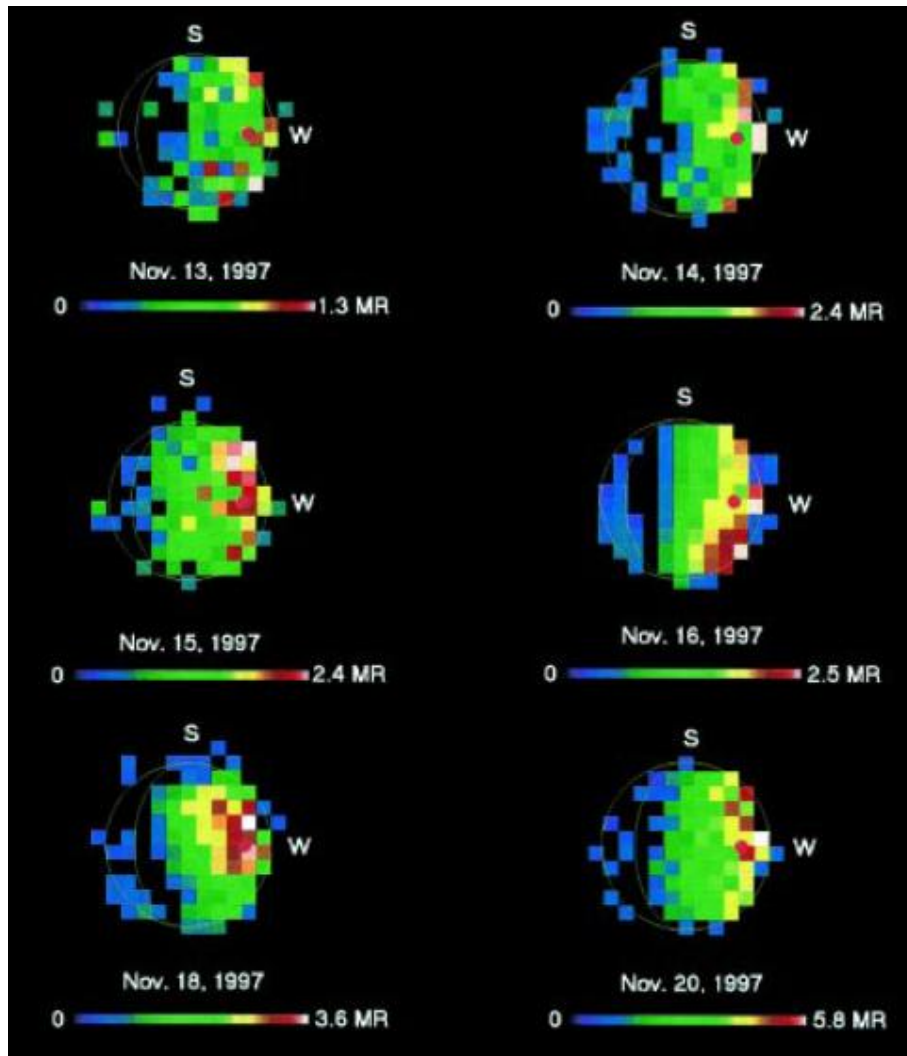 S
S
W
W
Nov. 13, 1997
Nov. 14, 1997
0
1.3 MR
0
2.4 MR
S
S
W
W
Nov. 15, 1997
Nov. 16, 1997
0
2.4 MR
0
2.5 MR
S
S
W
W
Nov. 18, 1997
Nov. 20, 1997
0
3.6 MR
0
5.8 MR